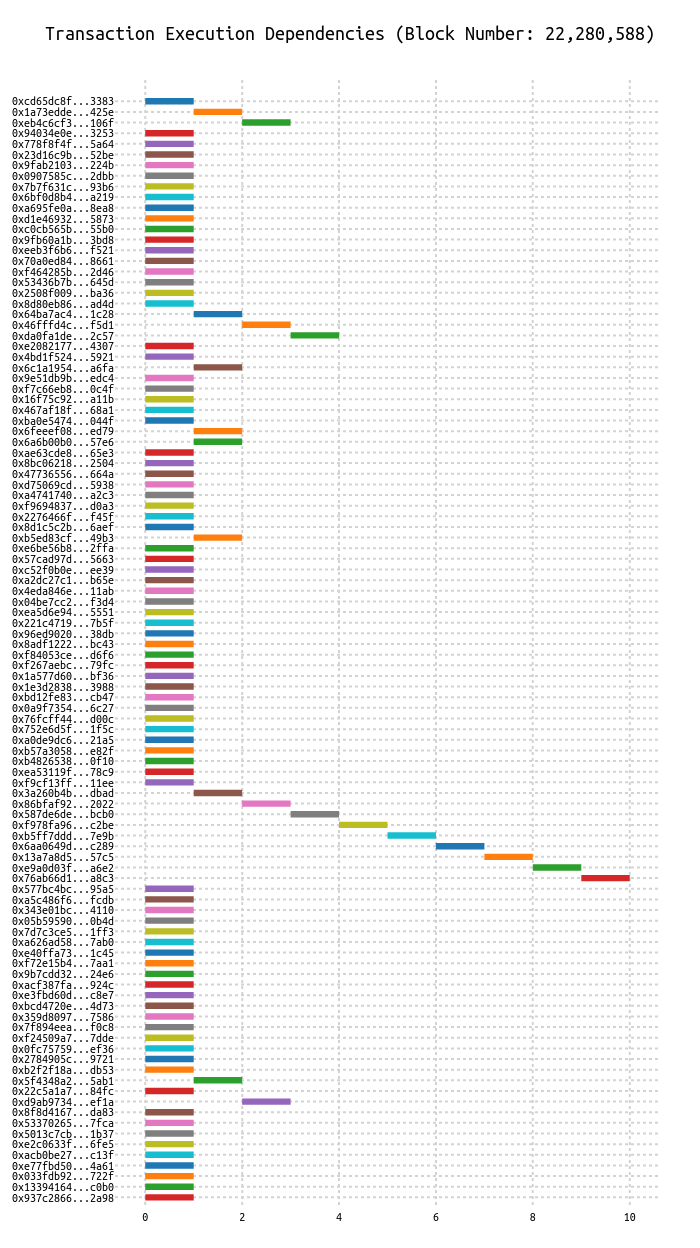 Transaction Execution Dependencies (Block Number: 22,280,588)
0xcd65dc8f...3383
0x1a73edde...425e
0xeb4c6cf3...106f
0x94034e0e...3253
0x778f8f4f...5a64
0x23d16c9b...52be
0x9fab2103...224b
0x0907585c...2dbb
0x7b7f631c...93b6
0x6bf0d8b4...a219
0xa695fe0a...8ea8
0xd1e46932...5873
0xc0cb565b...55b0
0x9fb60a1b...3bd8
0xeeb3f6b6...f521
0x70a0ed84...8661
0xf464285b...2d46
0x53436b7b...645d
0x2508f009...ba36
0x8d80eb86...ad4d
0x64ba7ac4...1c28
0x46fffd4c...f5d1
0xda0fa1de...2c57
0xe2082177...4307
0x4bd1f524...5921
0x6c1a1954...a6fa
0x9e51db9b...edc4
0xf7c66eb8...0c4f
0x16f75c92...a11b
0x467af18f...68a1
0xba0e5474...044f
0x6feeef08...ed79
0x6a6b00b0...57e6
0xae63cde8...65e3
0x8bc06218...2504
0x47736556...664a
0xd75069cd...5938
0xa4741740...a2c3
0xf9694837...d0a3
0x2276466f...f45f
0x8d1c5c2b...6aef
0xb5ed83cf...49b3
0xe6be56b8...2ffa
0x57cad97d...5663
0xc52f0b0e...ee39
0xa2dc27c1...b65e
0x4eda846e...11ab
0x04be7cc2...f3d4
0xea5d6e94...5551
0x221c4719...7b5f
0x96ed9020...38db
0x8adf1222...bc43
0xf84053ce...d6f6
0xf267aebc...79fc
0x1a577d60...bf36
0x1e3d2838...3988
0xbd12fe83...cb47
0x0a9f7354...6c27
0x76fcff44...d00c
0x752e6d5f...1f5c
0xa0de9dc6...21a5
0xb57a3058...e82f
0xb4826538...0f10
0xea53119f...78c9
0xf9cf13ff...11ee
0x3a260b4b...dbad
0x86bfaf92...2022
0x587de6de...bcb0
0xf978fa96...c2be
0xb5ff7ddd...7e9b
0x6aa0649d...c289
0x13a7a8d5...57c5
0xe9a0d03f...a6e2
0x76ab66d1...a8c3
0x577bc4bc...95a5
0xa5c486f6...fcdb
0x343e01bc...4110
0x05b59590...0b4d
0x7d7c3ce5...1ff3
0xa626ad58...7ab0
0xe40ffa73...1c45
0xf72e15b4...7aa1
0x9b7cdd32...24e6
0xacf387fa...924c
0xe3fbd60d...c8e7
0xbcd4720e...4d73
0x359d8097...7586
0x7f894eea...f0c8
0xf24509a7...7dde
0x0fc75759...ef36
0x2784905c...9721
0xb2f2f18a...db53
0x5f4348a2...5ab1
0x22c5a1a7...84fc
0xd9ab9734...ef1a
0x8f8d4167...da83
0x53370265...7fca
0x5013c7cb...1b37
0xe2c0633f...6fe5
0xacb0be27...c13f
0xe77fbd50...4a61
0x033fdb92...722f
0x13394164...c0b0
0x937c2866...2a98
0 2 4 6 8 10